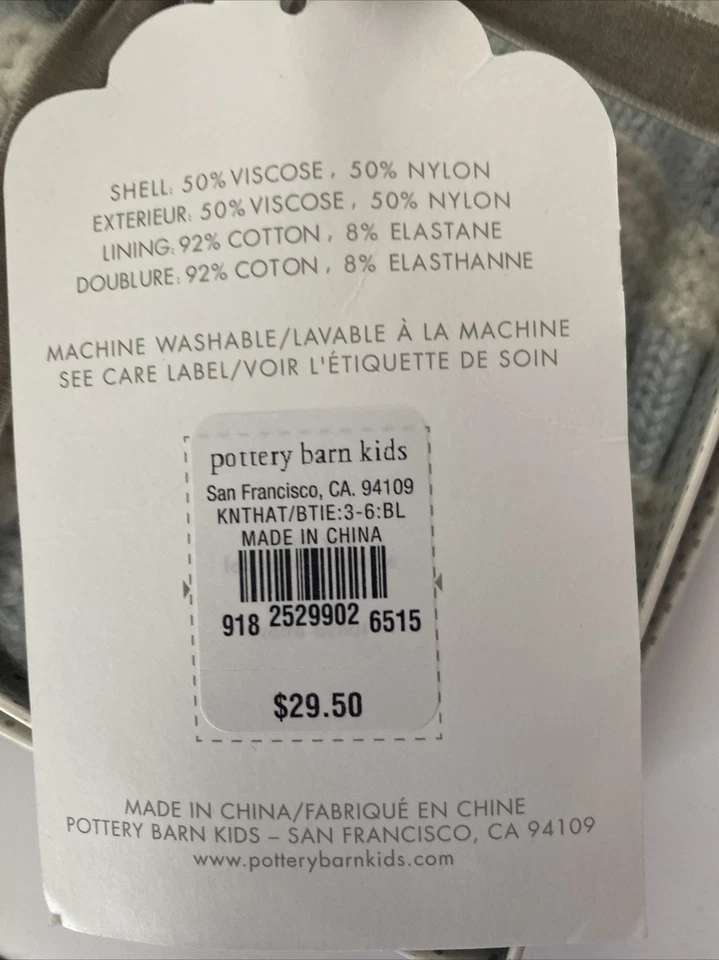 SHELL: 50% VISCOSE, 50% NYLON
EXTERIEUR: 50% VISCOSE, 50% NYLON
LINING: 92% COTTON, 8% ELASTANE
DOUBLURE: 92% COTON, 8% ELASTHANNE
MACHINE WASHABLE/LAVABLE À LA MACHINE
SEE CARE LABEL/VOIR L'ÉTIQUETTE DE SOIN
pottery barn kids
San Francisco, CA. 94109
KNTHAT/BTIE:3-6:BL
MADE IN CHINA
918 2529902 6515
$29.50
MADE IN CHINA/FABRIQUÉ EN CHINE
POTTERY BARN KIDS – SAN FRANCISCO, CA 94109
www.potterybarnkids.com